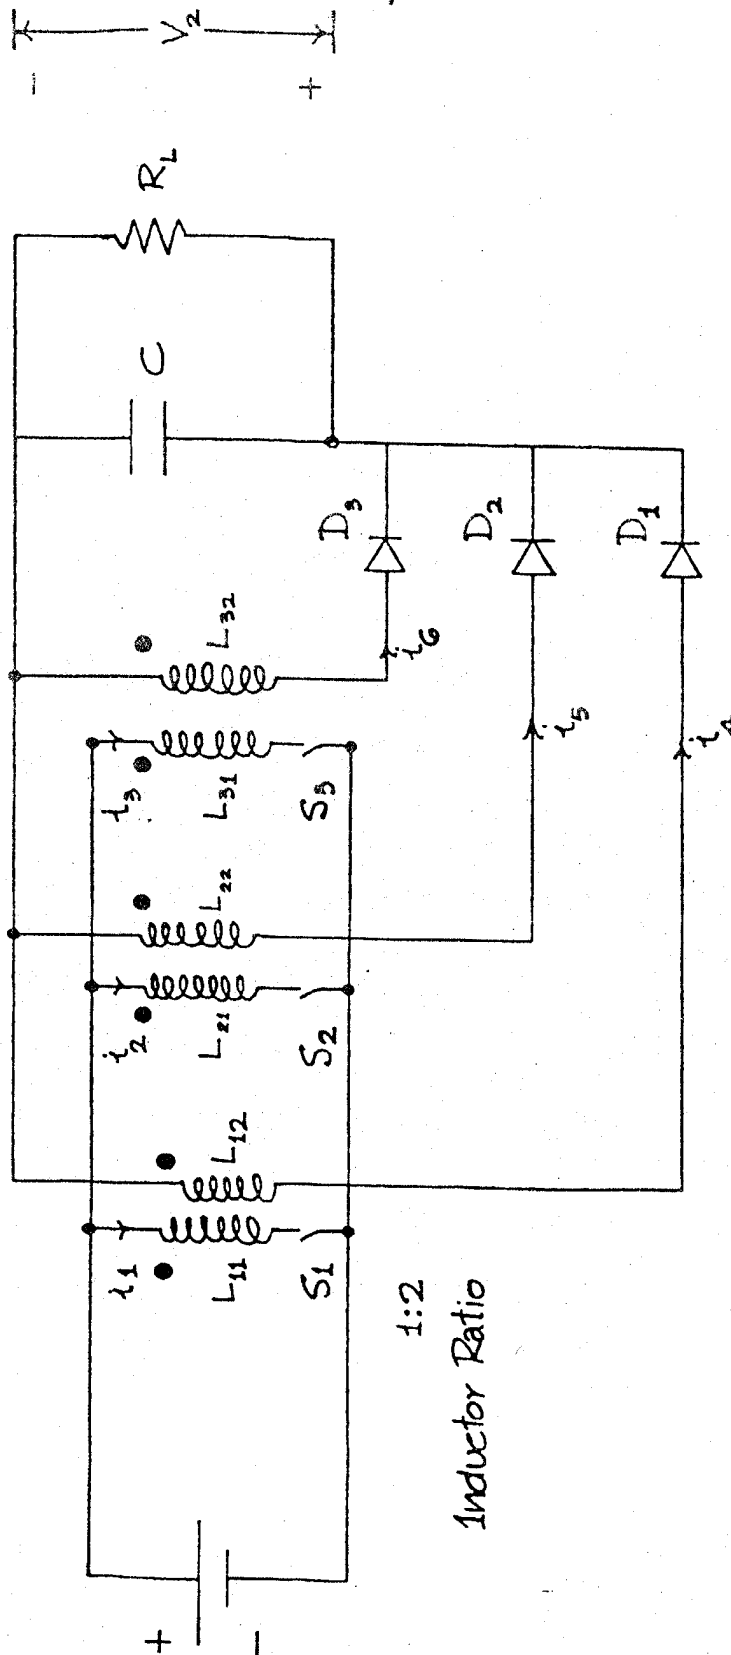 − V₂ +
R_L
C
D₃
D₂
D₁
L₃₂
i₆
i₅
i₄
i₃
L₃₁
S₃
L₂₂
i₂
L₂₁
S₂
L₁₂
i₁
L₁₁
S₁
1:2
Inductor Ratio
+
−